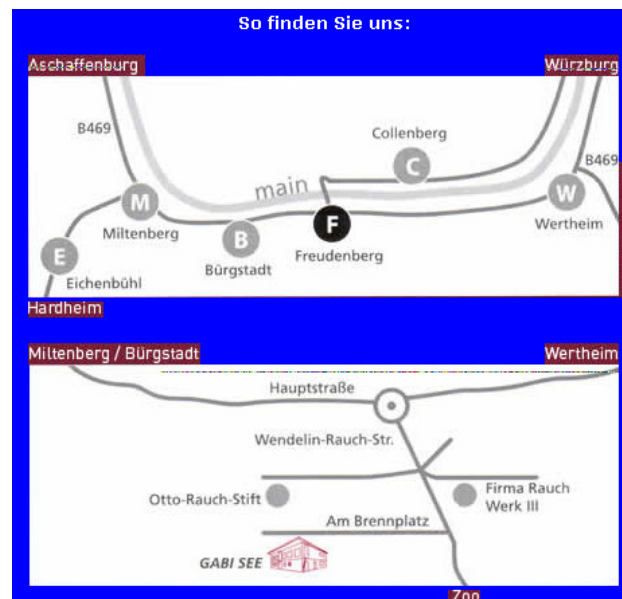 So finden Sie uns:
Aschaffenburg
Würzburg
B469
Collenberg
C
B469
main
M
W
Miltenberg
F
Wertheim
B
E
Bürgstadt
Freudenberg
Eichenbühl
Hardheim
Miltenberg / Bürgstadt
Wertheim
Hauptstraße
Wendelin-Rauch-Str.
Otto-Rauch-Stift
Firma Rauch
Werk III
Am Brennplatz
GABI SEE
Zoo